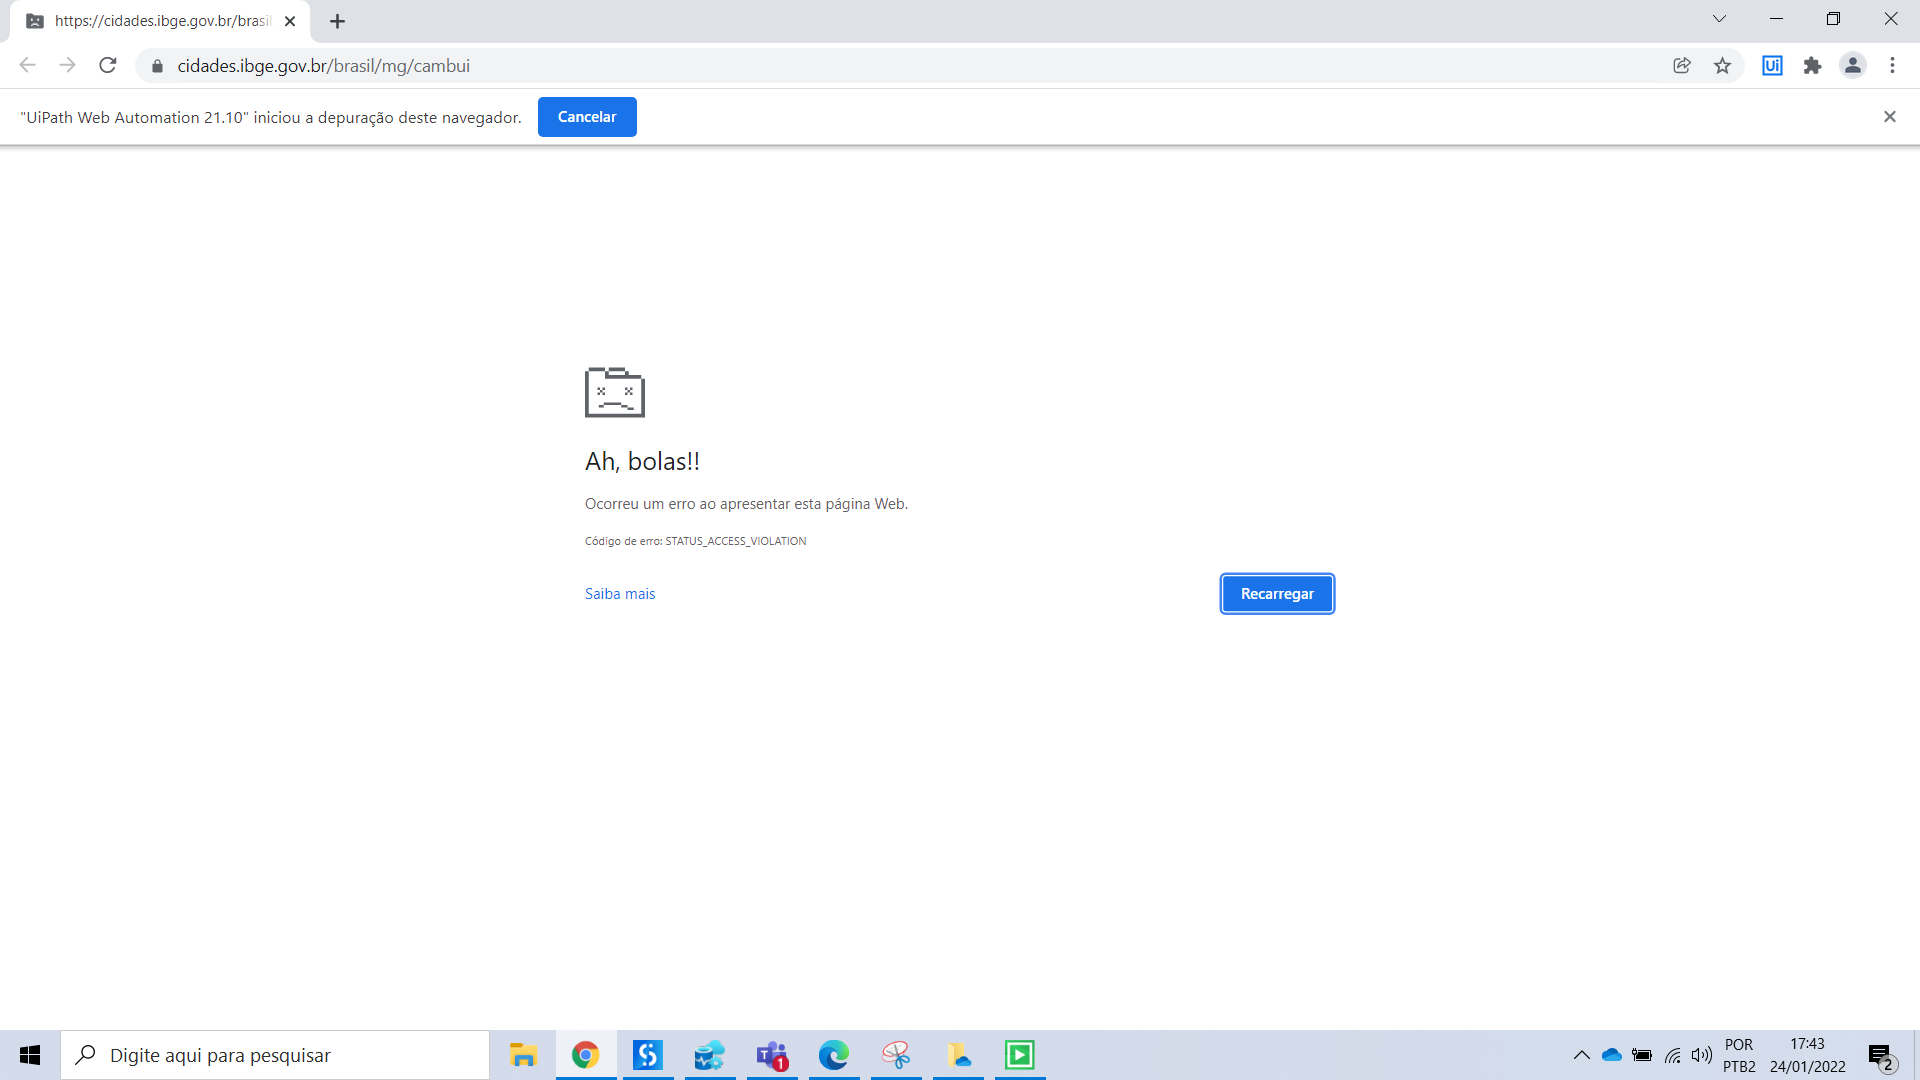 https://cidades.ibge.gov.br/brasil
cidades.ibge.gov.br/brasil/mg/cambui
Ui
"UiPath Web Automation 21.10" iniciou a depuração deste navegador.
Cancelar
Ah, bolas!!
Ocorreu um erro ao apresentar esta página Web.
Código de erro: STATUS_ACCESS_VIOLATION
Saiba mais
Recarregar
Digite aqui para pesquisar
T
1
POR
PTB2
17:43
24/01/2022
2